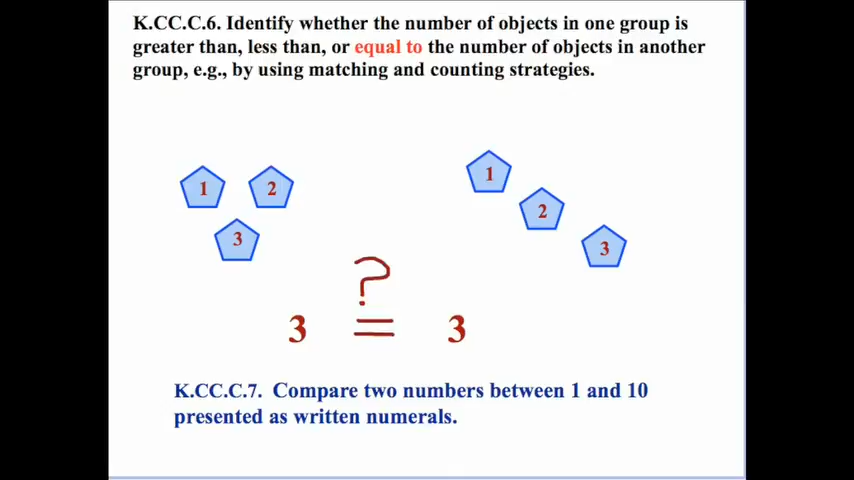 K.CC.C.6. Identify whether the number of objects in one group is
greater than, less than, or equal to the number of objects in another
group, e.g., by using matching and counting strategies.
1 2
3
1
2
3
?
3 = 3
K.CC.C.7. Compare two numbers between 1 and 10
presented as written numerals.